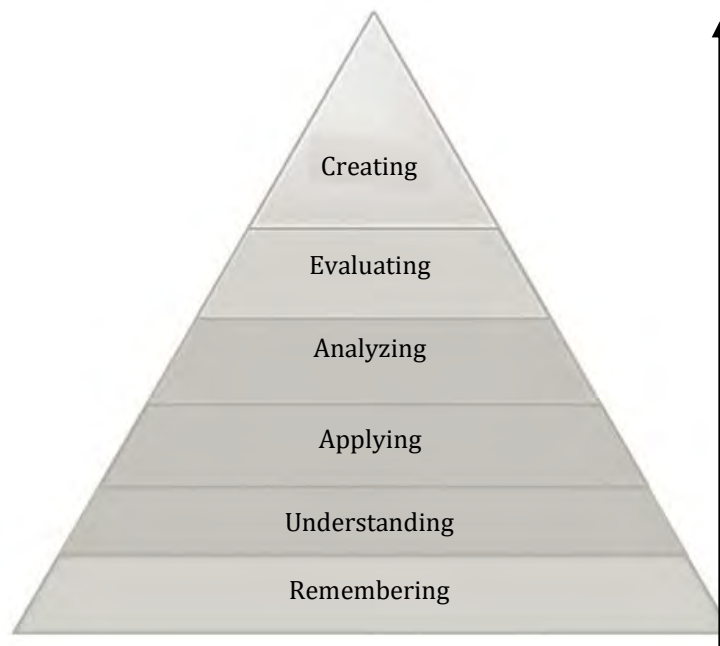 Creating
Evaluating
Analyzing
Applying
Understanding
Remembering